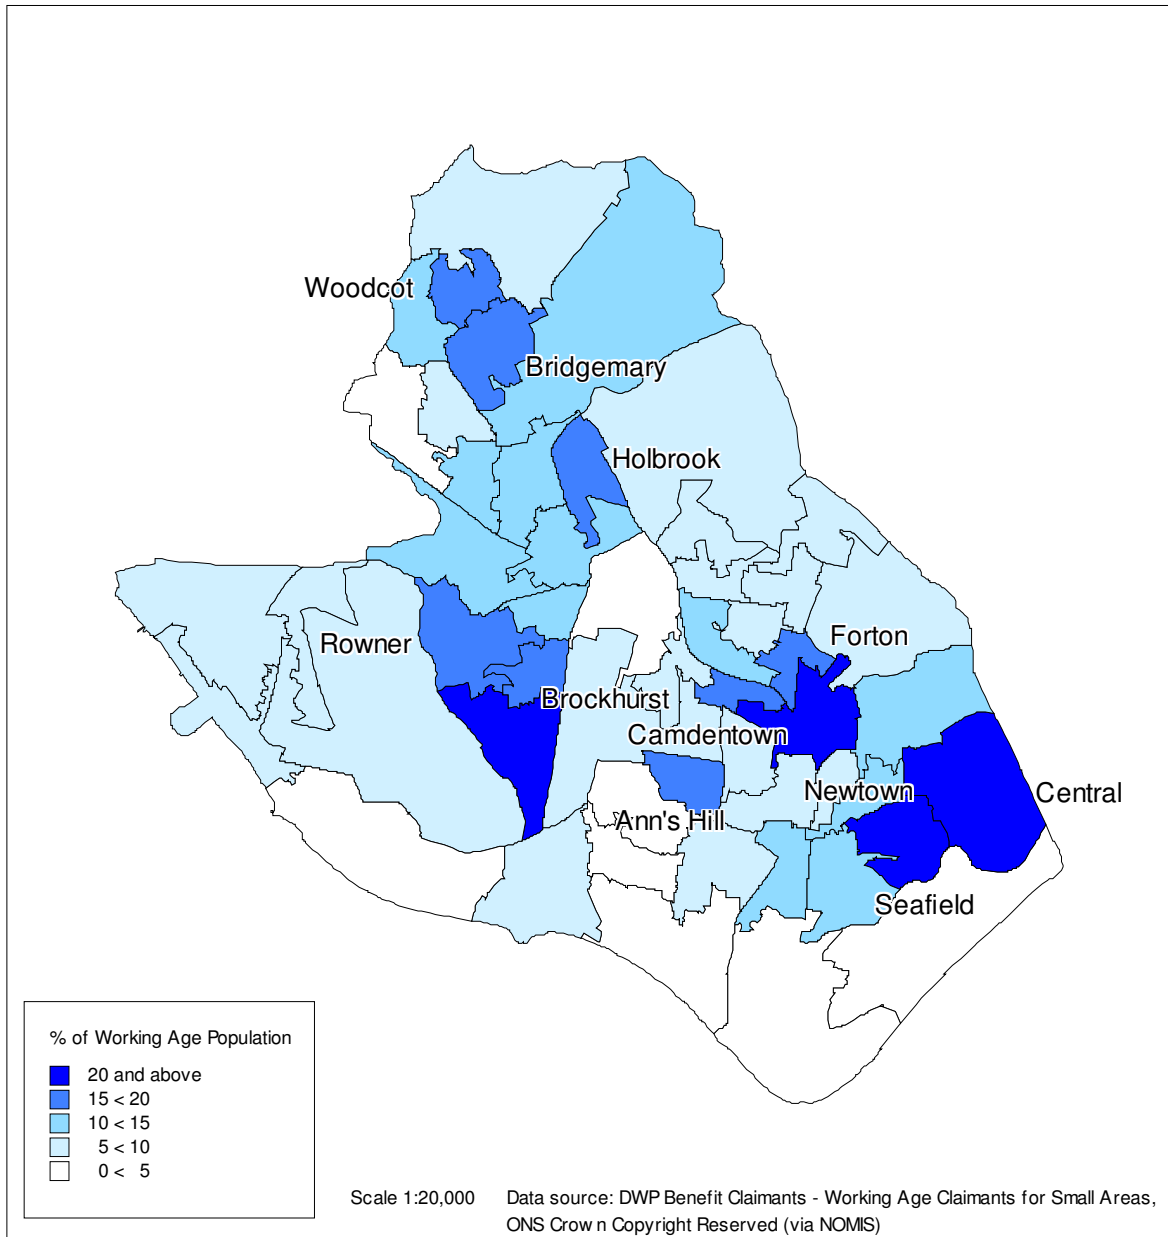 Woodcot
Bridgemary
Holbrook
Rowner
Forton
Brockhurst
Camdentown
Newtown
Central
Ann's Hill
Seafield
% of Working Age Population
20 and above
15 < 20
10 < 15
5 < 10
0 < 5
Scale 1:20,000
Data source: DWP Benefit Claimants - Working Age Claimants for Small Areas,
ONS Crown Copyright Reserved (via NOMIS)